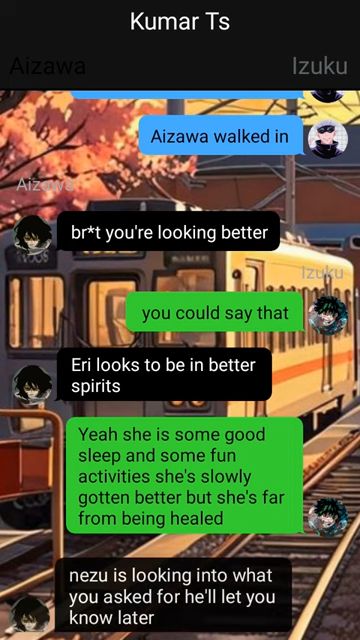 Kumar Ts
Aizawa
Izuku
Aizawa walked in
Aizawa
br*t you're looking better
Izuku
you could say that
Eri looks to be in better
spirits
Yeah she is some good
sleep and some fun
activities she's slowly
gotten better but she's far
from being healed
nezu is looking into what
you asked for he'll let you
know later